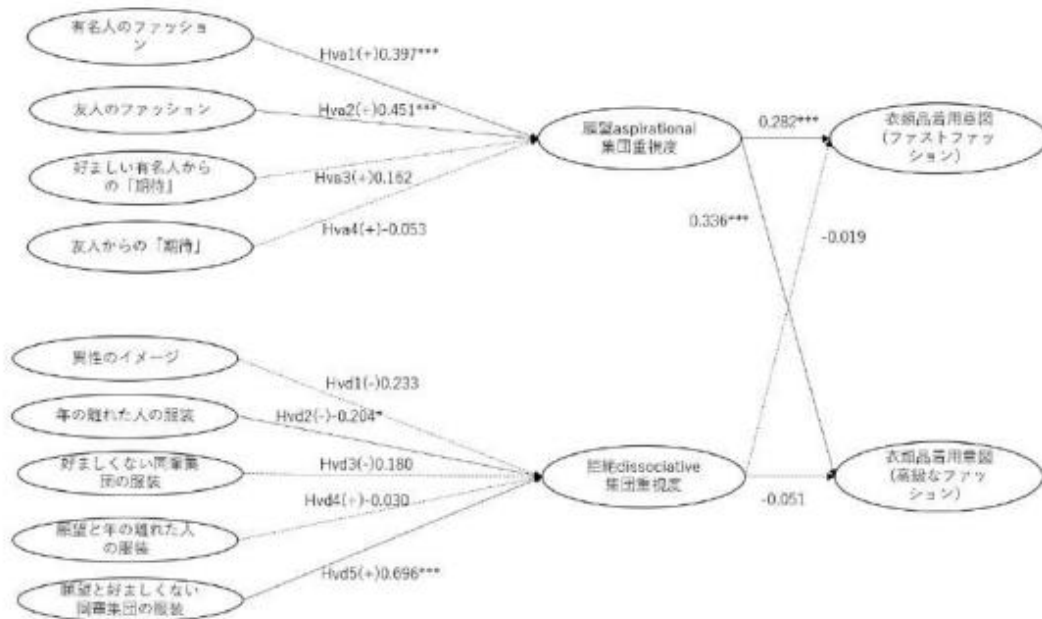 有名人のファッショ
ン
Hva1(+)0.397***
友人のファッション
Hva2(+)0.451***
願望aspirational
集団重視度
0.282***
衣類品着用意図
(ファストファッ
ション)
好ましい有名人から
の「期待」
Hva3(+)0.162
友人からの「期待」
Hva4(+)-0.053
0.336***
-0.019
異性のイメージ
Hvd1(-)0.233
年の離れた人の服装
Hvd2(-)-0.204*
好ましくない同輩集
団の服装
Hvd3(-)0.180
拒絶dissociative
集団重視度
-0.051
衣類品着用意図
(高級なファッ
ション)
Hvd4(+)-0.030
願望と年の離れた人
の服装
Hvd5(+)0.696***
願望と好ましくない
同輩集団の服装